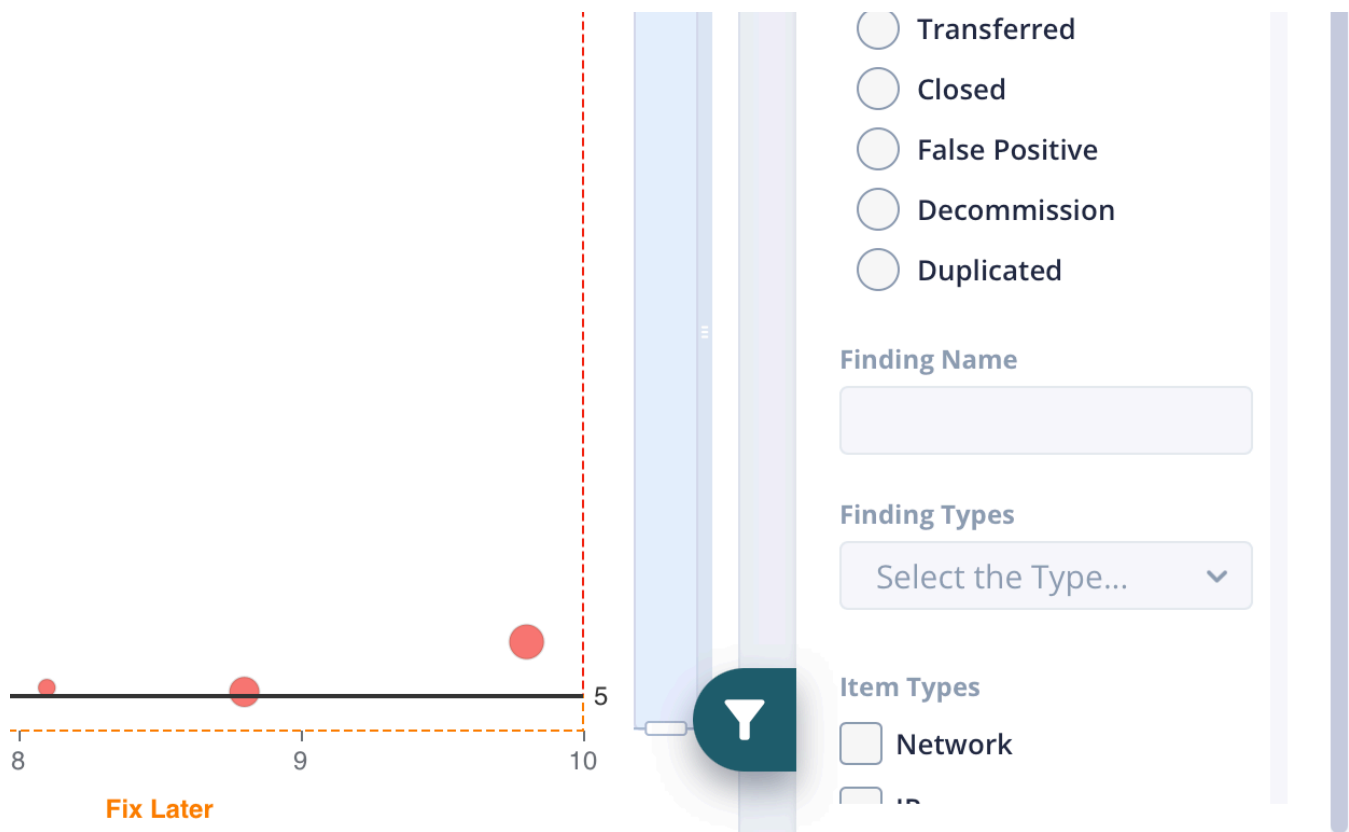 5
8
9
10
Fix Later
Transferred
Closed
False Positive
Decommission
Duplicated
Finding Name
Finding Types
Select the Type...
Item Types
Network